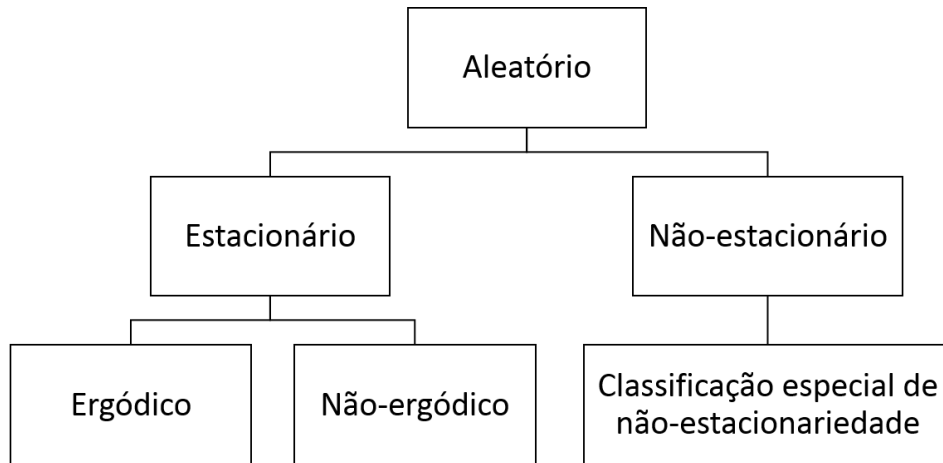 Aleatório
Estacionário
Não-estacionário
Ergódico
Não-ergódico
Classificação especial de
não-estacionariedade